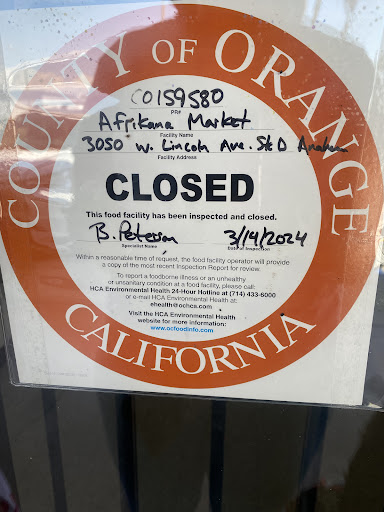 COUNTY OF ORANGE
CO159580
PR#
Afrikana Market
Facility Name
3050 W. Lincoln Ave. Ste D Anaheim
Facility Address
CLOSED
This food facility has been inspected and closed.
B. Peterson 3/14/2024
Specialist Name Date of Inspection
Within a reasonable time of request, the food facility operator will provide
a copy of the most recent Inspection Report for review.
To report a foodborne illness or an unhealthy
or unsanitary condition at a food facility, please call:
HCA Environmental Health 24-Hour Hotline at (714) 433-6000
or e-mail HCA Environmental Health at:
ehealth@ochca.com
Visit the HCA Environmental Health
website for more information:
www.ocfoodinfo.com
CALIFORNIA